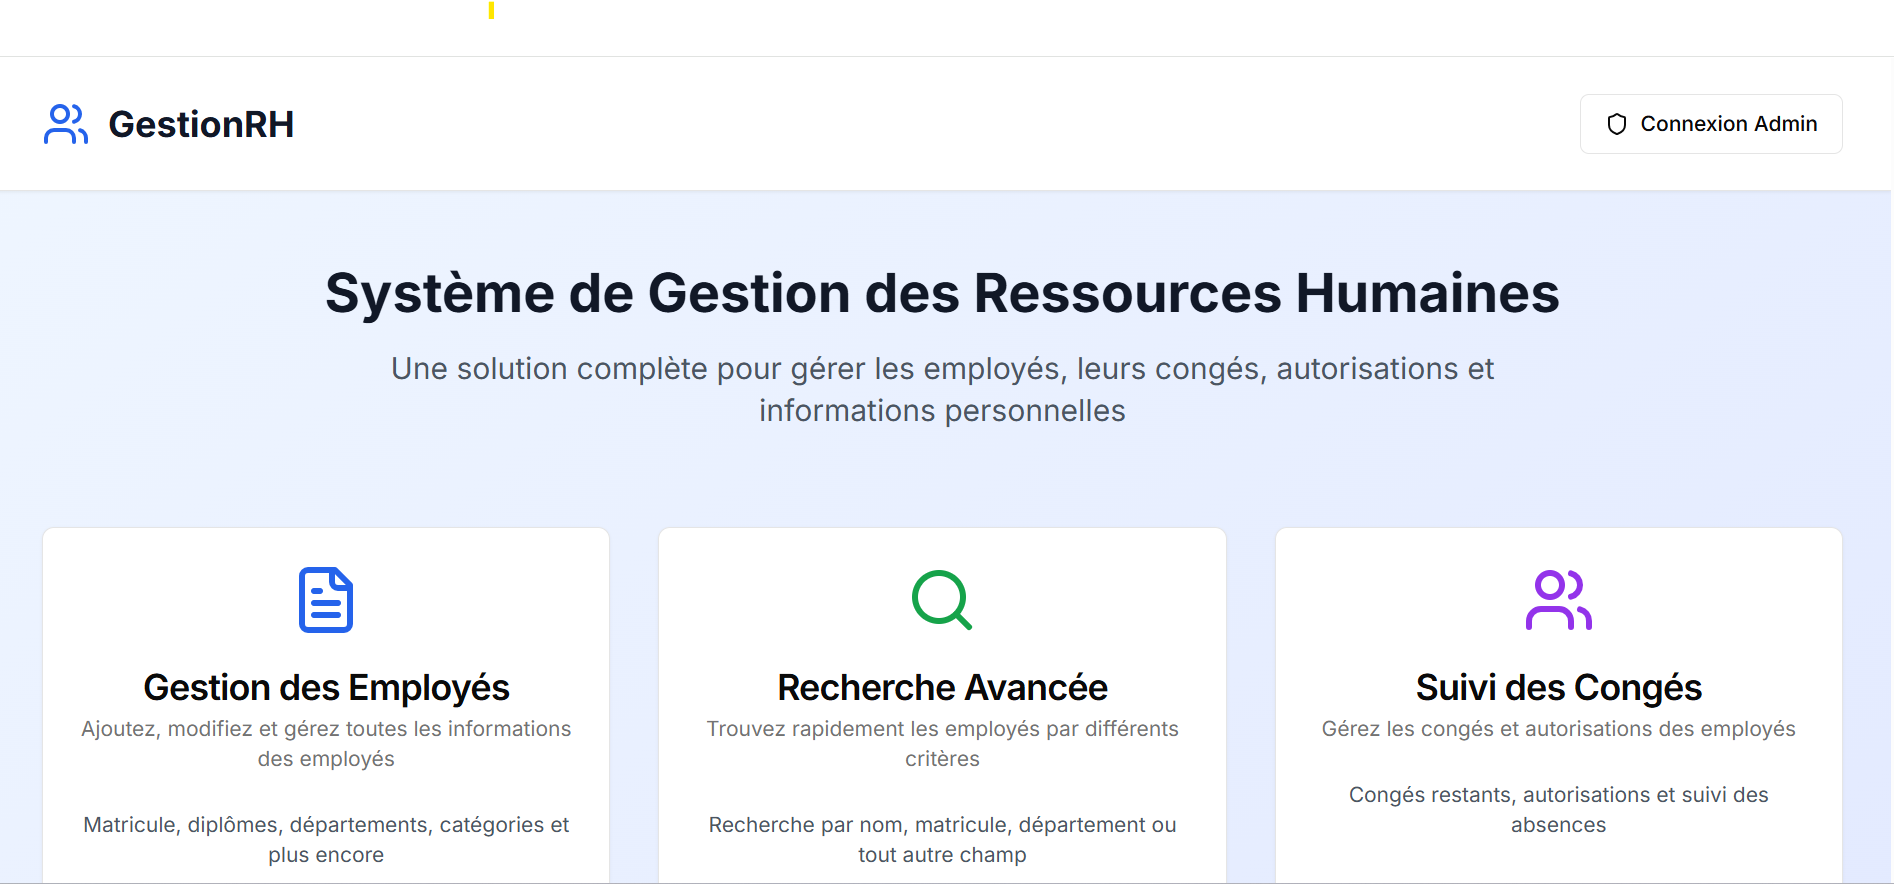 GestionRH
Connexion Admin
Système de Gestion des Ressources Humaines
Une solution complète pour gérer les employés, leurs congés, autorisations et
informations personnelles
Gestion des Employés
Ajoutez, modifiez et gérez toutes les informations
des employés
Matricule, diplômes, départements, catégories et
plus encore
Recherche Avancée
Trouvez rapidement les employés par différents
critères
Recherche par nom, matricule, département ou
tout autre champ
Suivi des Congés
Gérez les congés et autorisations des employés
Congés restants, autorisations et suivi des
absences